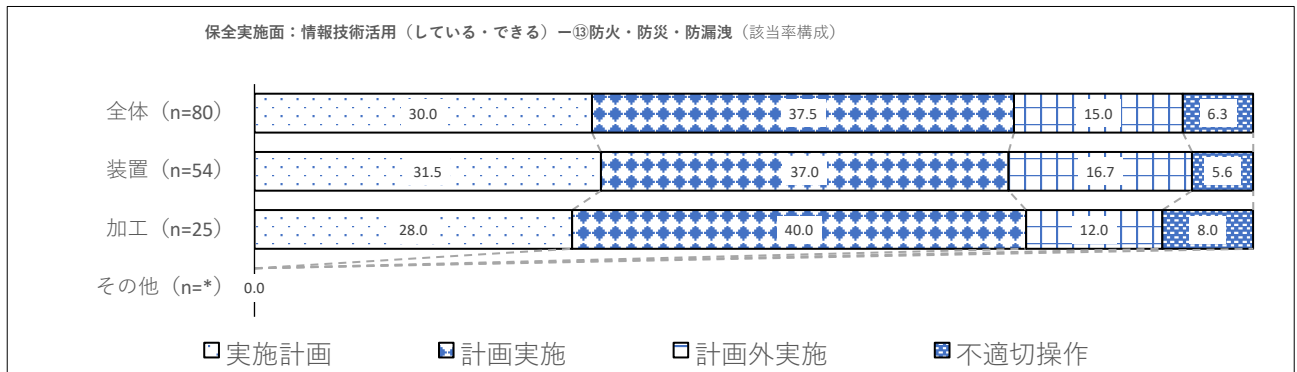 保全実施面：情報技術活用（している・できる）ー⑬防火・防災・防漏洩（該当率構成）
全体（n=80） 30.0 37.5 15.0 6.3
装置（n=54） 31.5 37.0 16.7 5.6
加工（n=25） 28.0 40.0 12.0 8.0
その他（n=*） 0.0
実施計画 計画実施 計画外実施 不適切操作